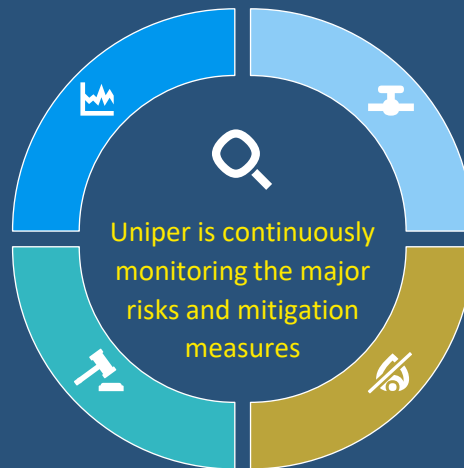 Uniper is continuously
monitoring the major
risks and mitigation
measures